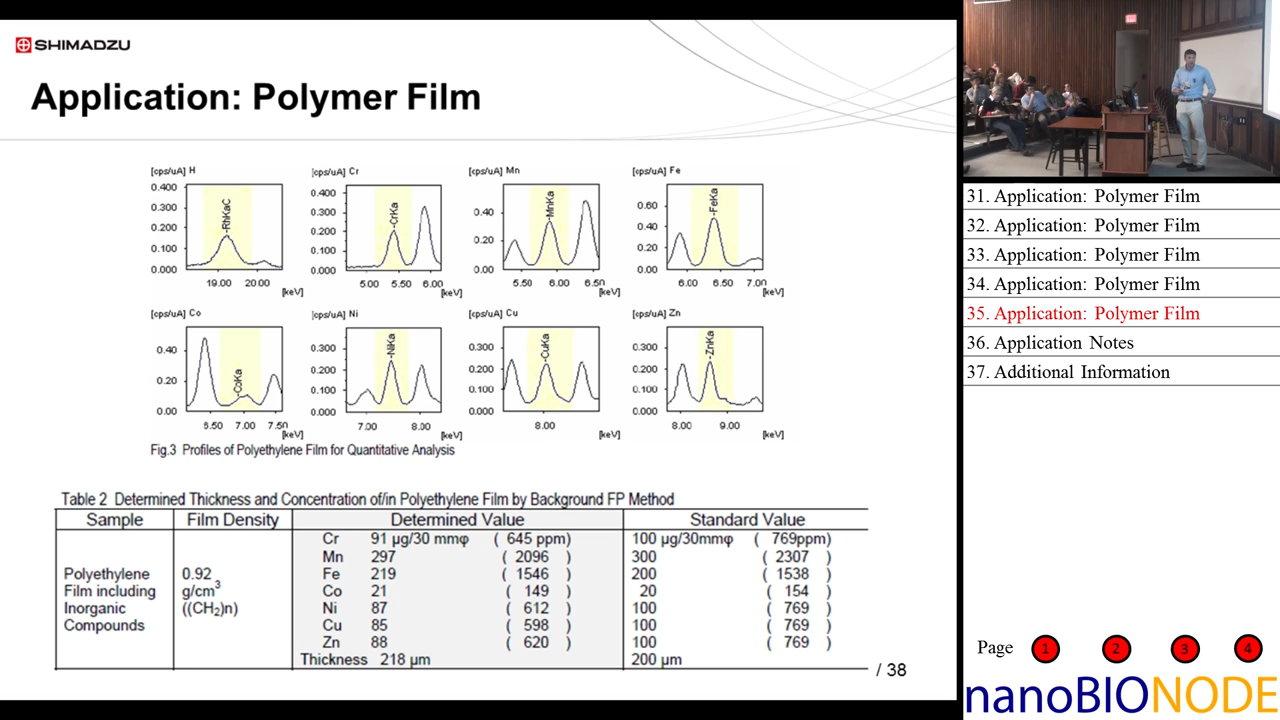 SHIMADZU
Application: Polymer Film
[cps/uA] H
0.400
0.300
0.200
0.100
0.000
RhKaC
19.00 20.00
[keV]
[cps/uA] Cr
0.400
0.300
0.200
0.100
0.000
CrKa
5.00 5.50 6.00
[keV]
[cps/uA] Mn
0.40
0.20
0.00
MnKa
5.50 6.00 6.50
[keV]
[cps/uA] Fe
0.60
0.40
0.20
0.00
FeKa
6.00 6.50 7.00
[keV]
[cps/uA] Co
0.40
0.20
0.00
CoKa
6.50 7.00 7.50
[keV]
[cps/uA] Ni
0.300
0.200
0.100
0.000
NiKa
7.00 8.00
[keV]
[cps/uA] Cu
0.300
0.200
0.100
0.000
CuKa
8.00
[keV]
[cps/uA] Zn
0.300
0.200
0.100
0.000
ZnKa
8.00 9.00
[keV]
Fig.3 Profiles of Polyethylene Film for Quantitative Analysis
Table 2 Determined Thickness and Concentration of/in Polyethylene Film by Background FP Method
Sample Film Density Determined Value Standard Value
Cr 91 µg/30 mmφ ( 645 ppm) 100 µg/30mmφ ( 769ppm)
Mn 297 ( 2096 ) 300 ( 2307 )
Polyethylene 0.92 Fe 219 ( 1546 ) 200 ( 1538 )
Film including g/cm3 Co 21 ( 149 ) 20 ( 154 )
Inorganic ((CH2)n) Ni 87 ( 612 ) 100 ( 769 )
Compounds Cu 85 ( 598 ) 100 ( 769 )
Zn 88 ( 620 ) 100 ( 769 )
Thickness 218 µm 200 µm
/ 38
31. Application: Polymer Film
32. Application: Polymer Film
33. Application: Polymer Film
34. Application: Polymer Film
35. Application: Polymer Film
36. Application Notes
37. Additional Information
Page 1 2 3 4
nanoBIONODE